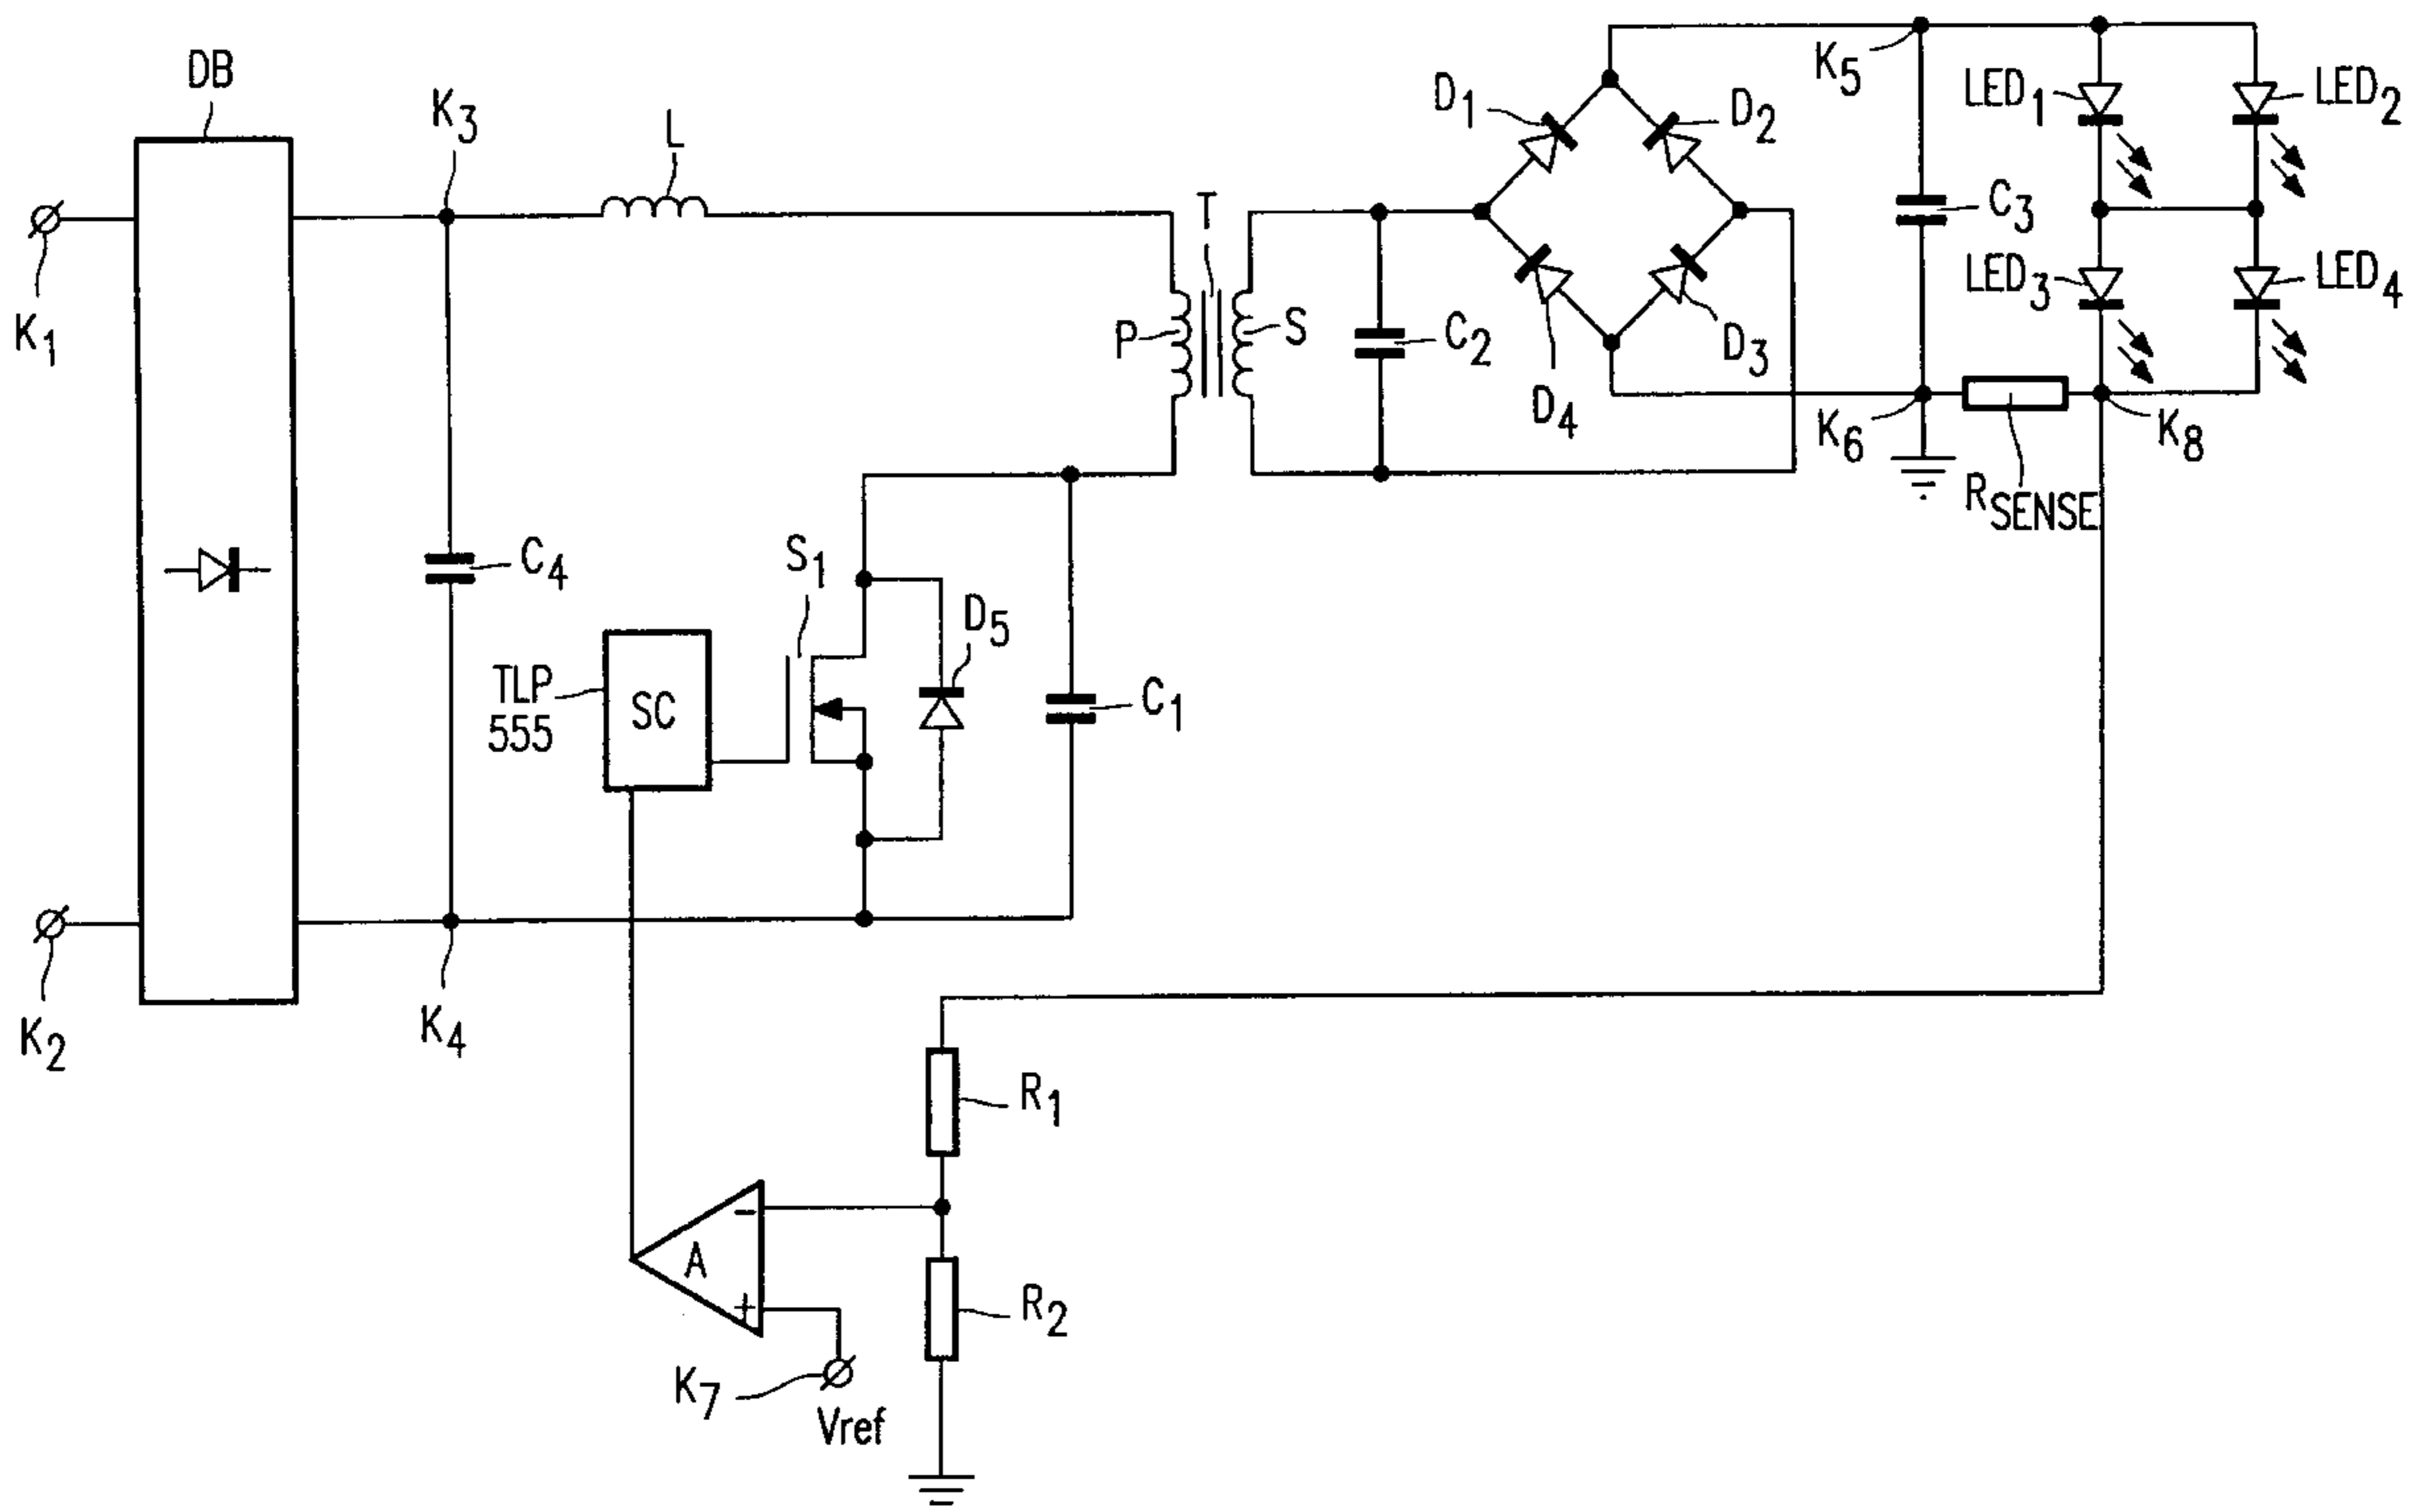 DB
K3
L
T
D1
D2
K5
LED1
LED2
K1
P
S
C2
D4
D3
C3
LED3
LED4
K6
RSENSE
K8
C4
S1
D5
TLP
555
SC
C1
K2
K4
R1
-
A
+
R2
K7
Vref